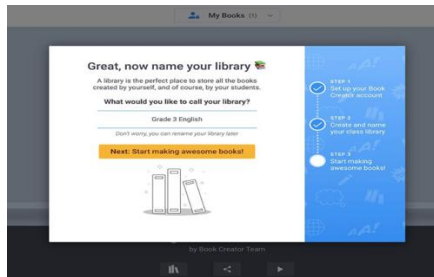 My Books (1)
Great, now name your library
A library is the perfect place to store all the books
created by yourself, and of course, by your students.
What would you like to call your library?
Grade 3 English
Don't worry, you can rename your library later
Next: Start making awesome books!
STEP 1
Set up your Book
Creator account
STEP 2
Create and name
your class library
STEP 3
Start making
awesome books!
by Book Creator Team